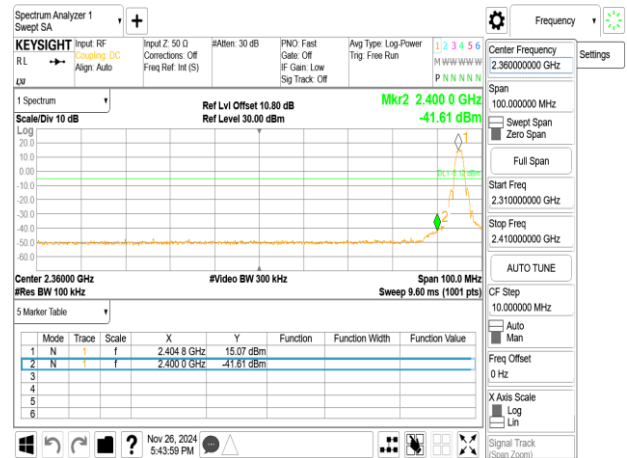 Spectrum Analyzer 1
Swept SA
Frequency
KEYSIGHT
RL
Input: RF
Coupling: DC
Align: Auto
Input Z: 50 Ω
Corrections: Off
Freq Ref: Int (S)
#Atten: 30 dB
PNO: Fast
Gate: Off
IF Gain: Low
Sig Track: Off
Avg Type: Log-Power
Trig: Free Run
1 2 3 4 5 6
M W W W W W
P N N N N N
Center Frequency
2.360000000 GHz
Settings
Span
100.000000 MHz
Swept Span
Zero Span
Full Span
Start Freq
2.310000000 GHz
Stop Freq
2.410000000 GHz
AUTO TUNE
CF Step
10.000000 MHz
Auto
Man
Freq Offset
0 Hz
X Axis Scale
Log
Lin
Signal Track
(Span Zoom)
1 Spectrum
Scale/Div 10 dB
Ref Lvl Offset 10.80 dB
Ref Level 30.00 dBm
Mkr2 2.400 0 GHz
-41.61 dBm
Log
20.0
10.0
0.00
-10.0
-20.0
-30.0
-40.0
-50.0
-60.0
1
2
Center 2.36000 GHz
#Res BW 100 kHz
#Video BW 300 kHz
Span 100.0 MHz
Sweep 9.60 ms (1001 pts)
5 Marker Table
Mode Trace Scale X Y Function Function Width Function Value
1 N 1 f 2.404 8 GHz 15.07 dBm
2 N 1 f 2.400 0 GHz -41.61 dBm
3
4
5
6
Nov 26, 2024
5:43:59 PM